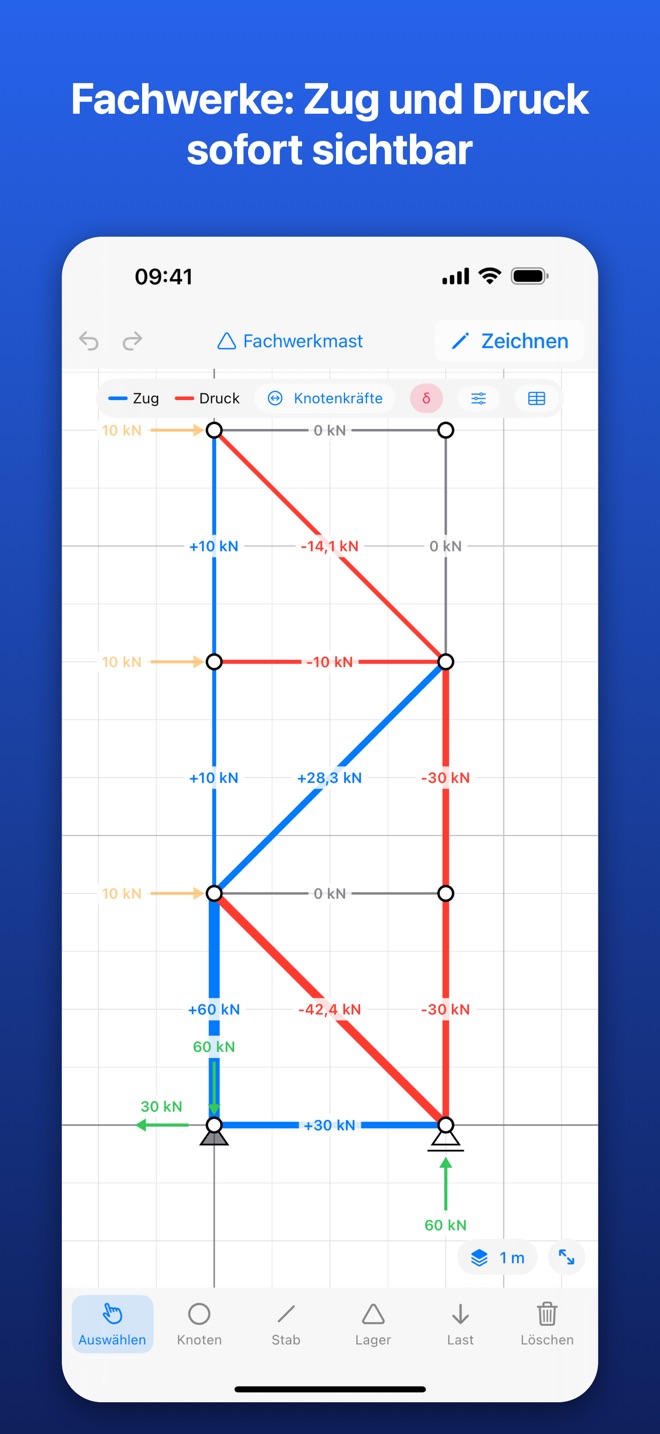 Fachwerke: Zug und Druck
sofort sichtbar
09:41
Fachwerkmast
Zeichnen
Zug
Druck
Knotenkräfte
δ
10 kN
0 kN
+10 kN
-14,1 kN
0 kN
10 kN
-10 kN
+10 kN
+28,3 kN
-30 kN
10 kN
0 kN
+60 kN
-42,4 kN
-30 kN
60 kN
30 kN
+30 kN
60 kN
1 m
Auswählen
Knoten
Stab
Lager
Last
Löschen